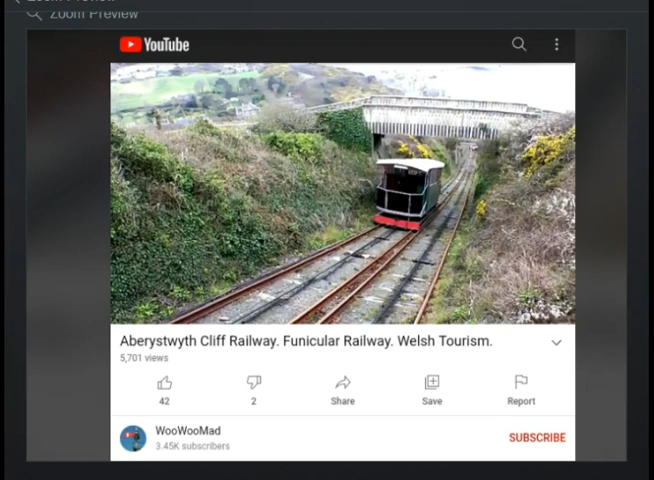 Zoom Preview
YouTube
Aberystwyth Cliff Railway. Funicular Railway. Welsh Tourism.
5,701 views
42
2
Share
Save
Report
WooWooMad
3.45K subscribers
SUBSCRIBE